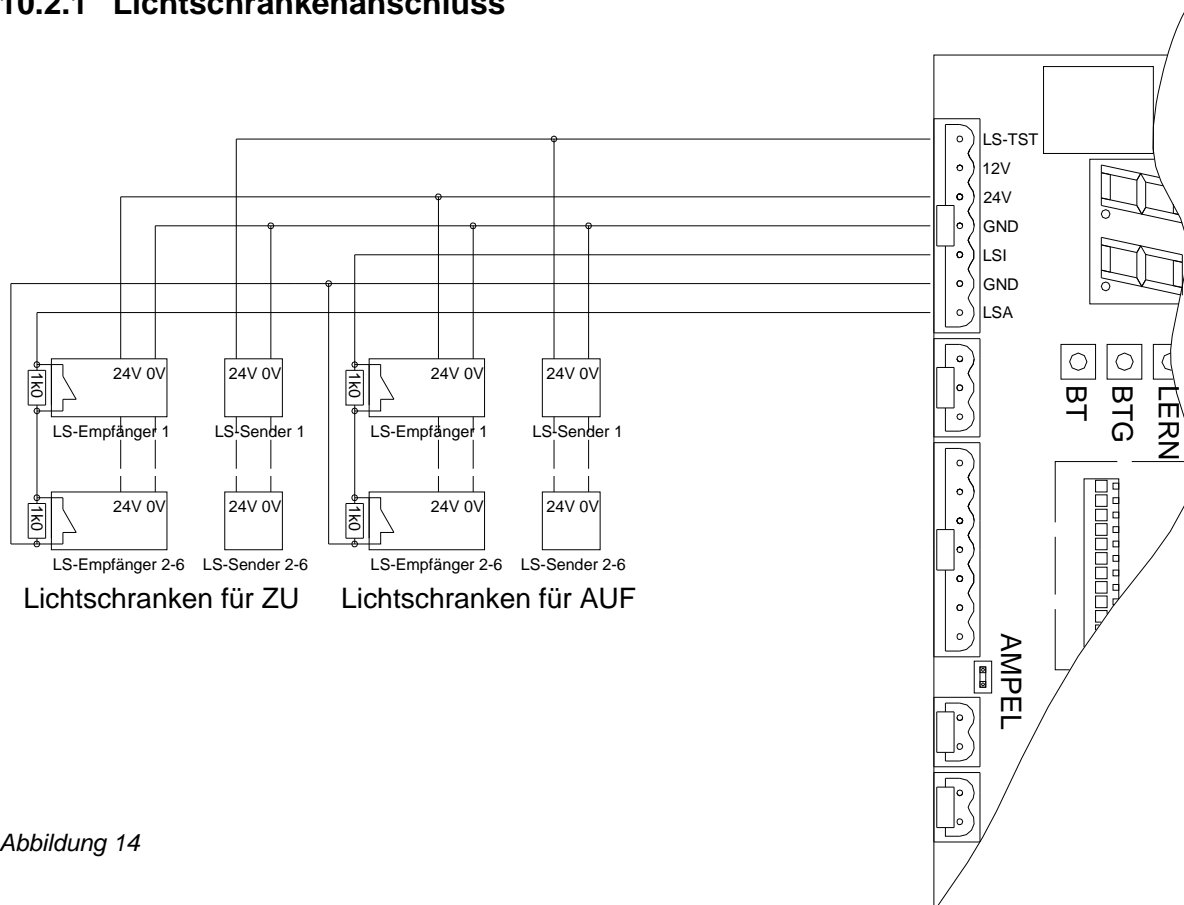 10.2.1 Lichtschrankenanschluss
LS-TST
12V
24V
GND
LSI
GND
LSA
BT
BTG
LERN
1k0
24V 0V
24V 0V
1k0
24V 0V
24V 0V
LS-Empfänger 1
LS-Sender 1
LS-Empfänger 1
LS-Sender 1
1k0
24V 0V
24V 0V
1k0
24V 0V
24V 0V
LS-Empfänger 2-6
LS-Sender 2-6
LS-Empfänger 2-6
LS-Sender 2-6
Lichtschranken für ZU
Lichtschranken für AUF
AMPEL
Abbildung 14